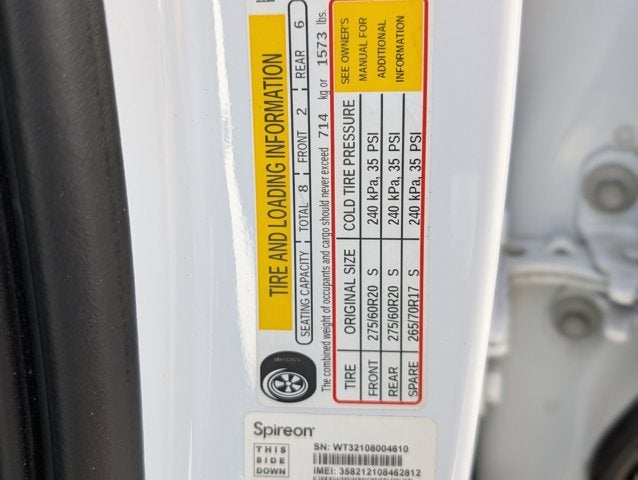 TIRE AND LOADING INFORMATION
SEATING CAPACITY TOTAL 8 FRONT 2 REAR 6
The combined weight of occupants and cargo should never exceed 714 kg or 1573 lbs.
TIRE ORIGINAL SIZE COLD TIRE PRESSURE
FRONT 275/60R20 S 240 kPa, 35 PSI
REAR 275/60R20 S 240 kPa, 35 PSI
SPARE 265/70R17 S 240 kPa, 35 PSI
SEE OWNER'S
MANUAL FOR
ADDITIONAL
INFORMATION
Spireon
THIS
SIDE
DOWN
SN: WT32108004610
IMEI: 358212108462812